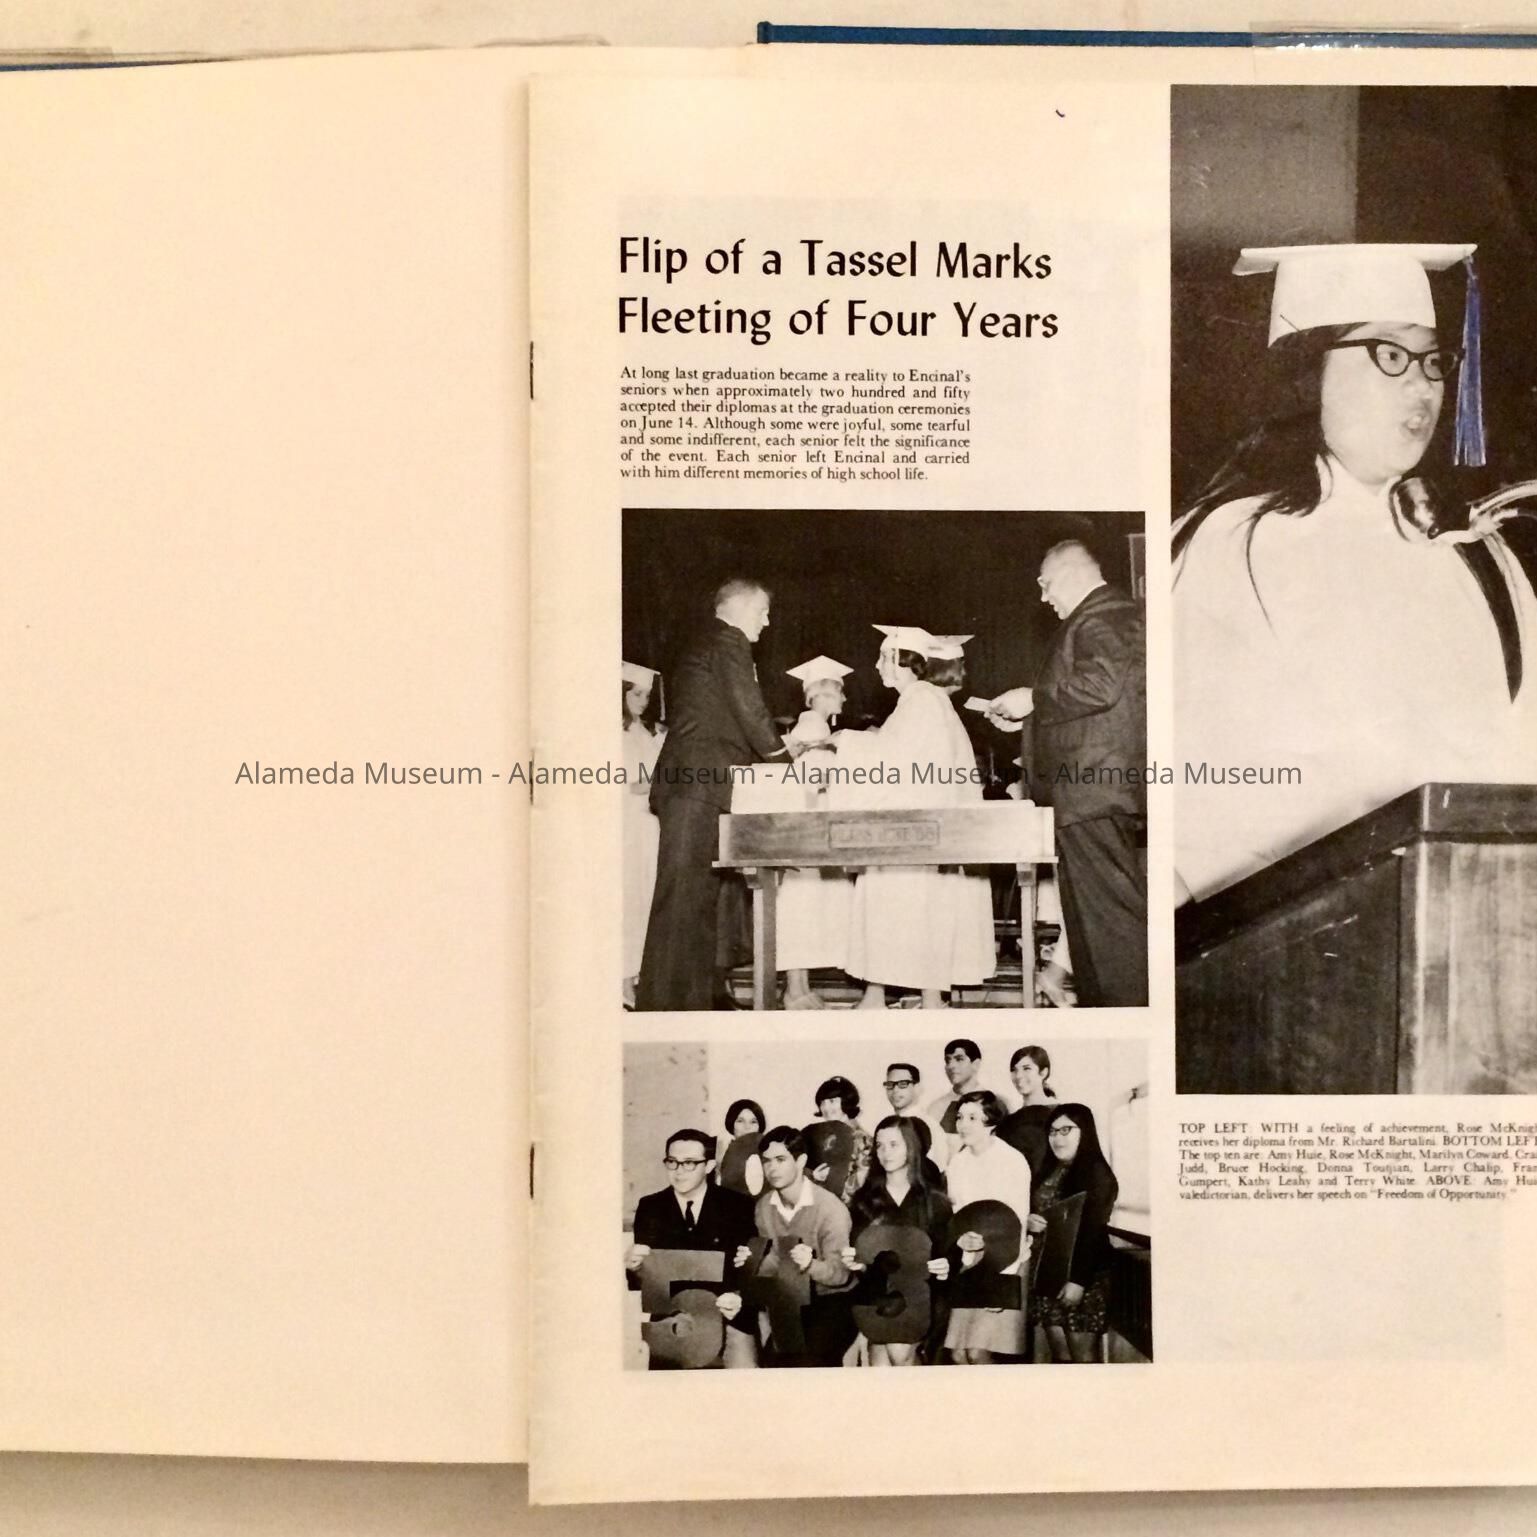 Flip of a Tassel Marks
Fleeting of Four Years
At long last graduation became a reality to Encinal's
seniors when approximately two hundred and fifty
accepted their diplomas at the graduation ceremonies
on June 14. Although some were joyful, some tearful
and some indifferent, each senior felt the significance
of the event. Each senior left Encinal and carried
with him different memories of high school life.
Alameda Museum - Alameda Museum - Alameda Museum - Alameda Museum
TOP LEFT: WITH a feeling of achievement, Rose McKnigh
receives her diploma from Mr. Richard Bartalini. BOTTOM LEFT
The top ten are: Amy Huie, Rose McKnight, Marilyn Coward, Crai
Judd, Bruce Hocking, Donna Toutjian, Larry Chalip, Fran
Gumpert, Kathy Leahy and Terry White. ABOVE: Amy Hui
valedictorian, delivers her speech on "Freedom of Opportunity."